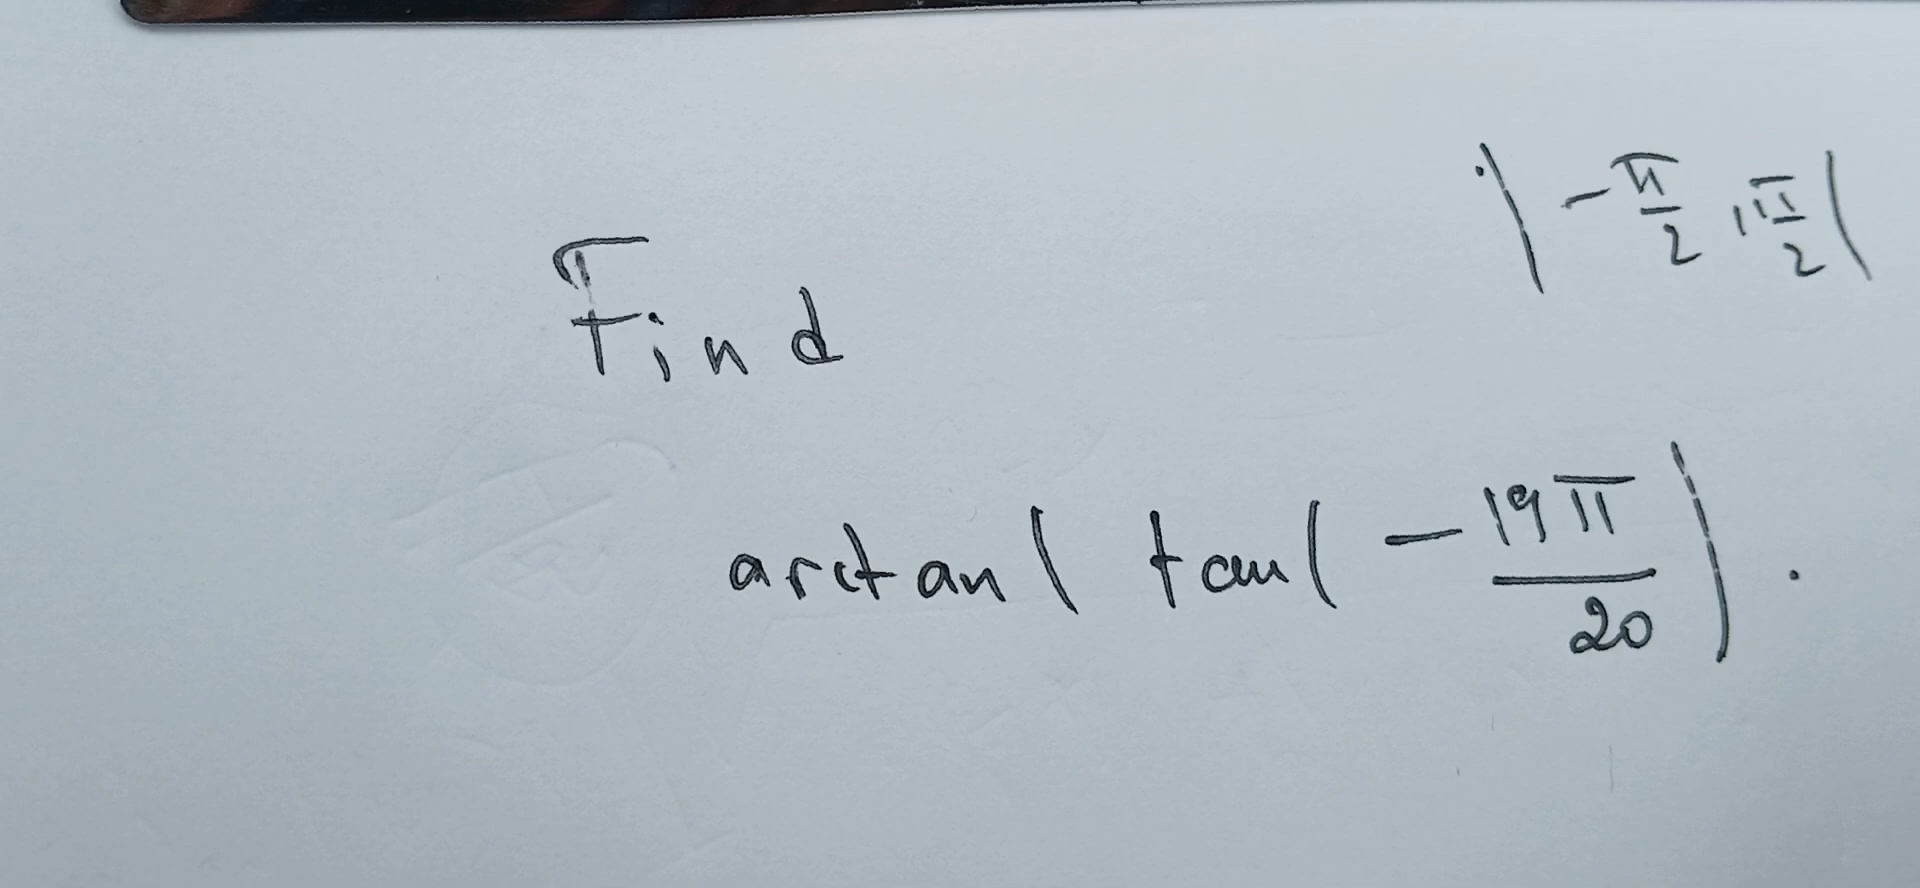 )-π/2, π/2(
Find
arctan( tan( -19π/20 ).